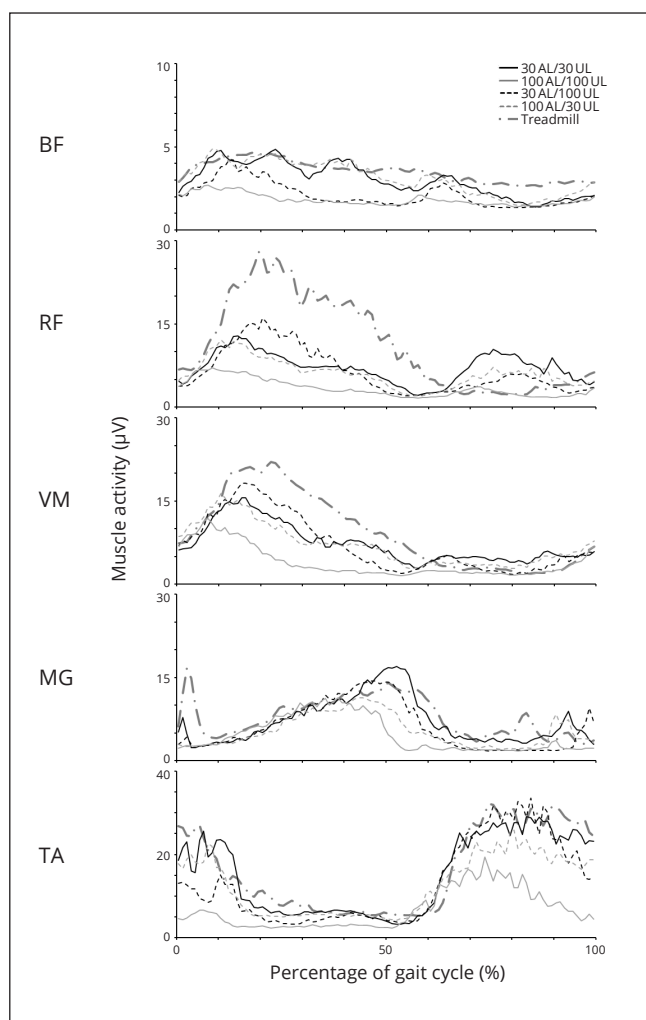 30 AL/30 UL
100 AL/100 UL
30 AL/100 UL
100 AL/30 UL
Treadmill
BF
10
5
0
RF
30
15
0
VM
30
15
0
MG
30
15
0
TA
40
20
0
Muscle activity (µV)
0 50 100
Percentage of gait cycle (%)